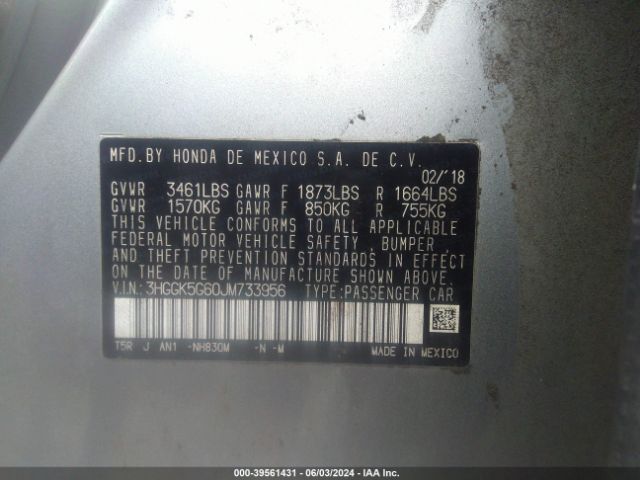 MFD.BY HONDA DE MEXICO S.A. DE C.V.
02/'18
GVWR 3461LBS GAWR F 1873LBS R 1664LBS
GVWR 1570KG GAWR F 850KG R 755KG
THIS VEHICLE CONFORMS TO ALL APPLICABLE
FEDERAL MOTOR VEHICLE SAFETY, BUMPER
AND THEFT PREVENTION STANDARDS IN EFFECT
ON THE DATE OF MANUFACTURE SHOWN ABOVE.
V.I.N.: 3HGGK5G60JM733956 TYPE:PASSENGER CAR
T5R J AN1 -NH830M -N -M MADE IN MEXICO
000-39561431 - 06/03/2024 - IAA Inc.